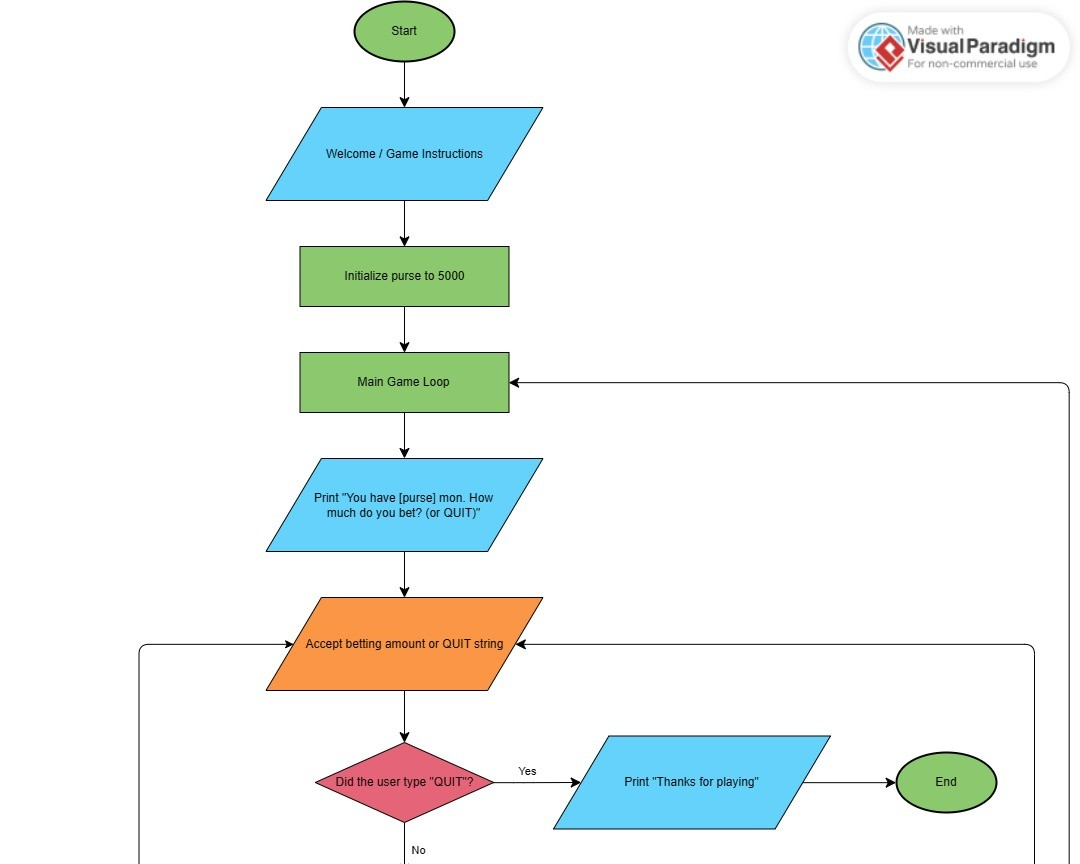 Start
Made with
Visual Paradigm
For non-commercial use
Welcome / Game Instructions
Initialize purse to 5000
Main Game Loop
Print "You have [purse] mon. How
much do you bet? (or QUIT)"
Accept betting amount or QUIT string
Did the user type "QUIT"?
Yes
Print "Thanks for playing"
End
No